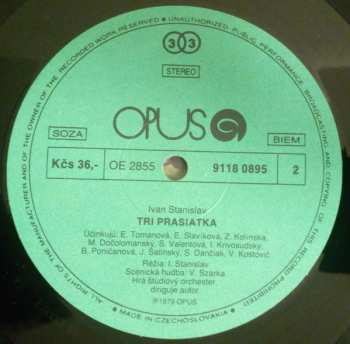 ALL RIGHTS OF THE MANUFACTURER AND OF THE OWNER OF THE RECORDED WORK RESERVED • UNAUTHORIZED PUBLIC PERFORMANCE, BROADCASTING AND COPYING OF THIS RECORD PROHIBITED
33
STEREO
OPUS
SOZA
BIEM
Kčs 36,-
OE 2855
9118 0895
2
Ivan Stanislav
TRI PRASIATKA
Účinkujú: E. Tomanová, E. Slavíková, Z. Kolínska,
M. Dočolomanský, S. Valentová, I. Krivosudský,
B. Poničanová, J. Šatinský, S. Dančiak, V. Kostovič
Réžia: I. Stanislav
Scénická hudba: V. Szárka
Hrá štúdiový orchester,
diriguje autor.
℗ 1979 OPUS
• MADE IN CZECHOSLOVAKIA •